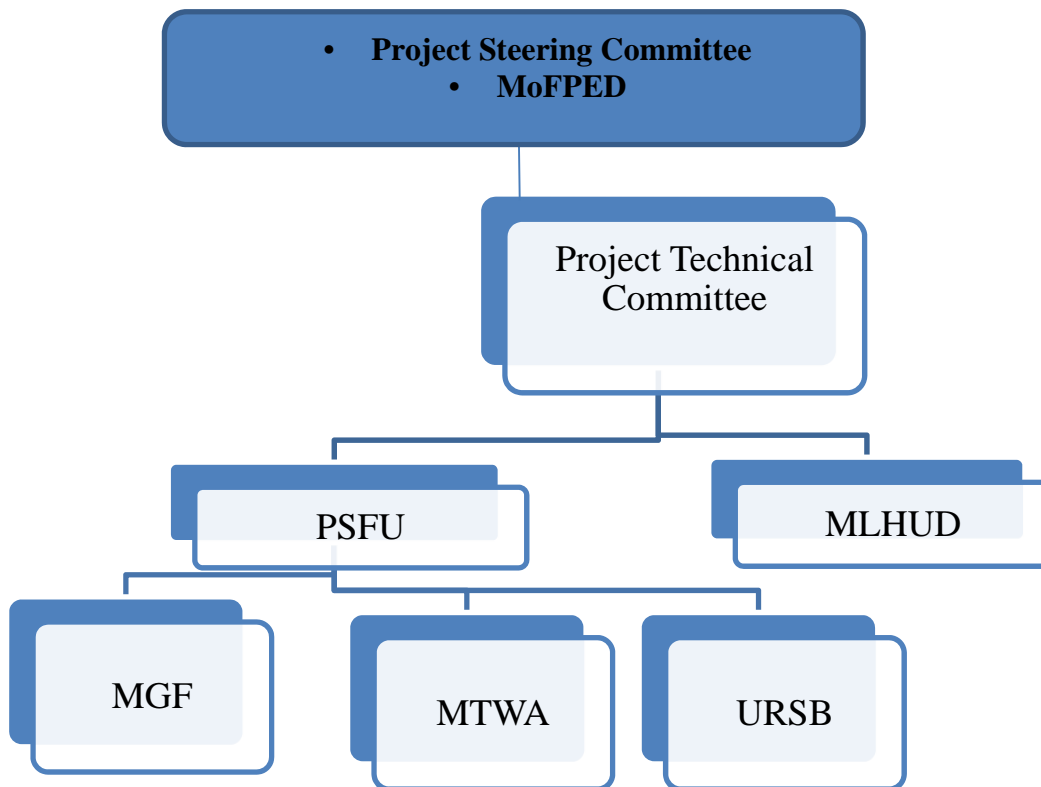 • Project Steering Committee
• MoFPED
Project Technical
Committee
PSFU
MLHUD
MGF
MTWA
URSB